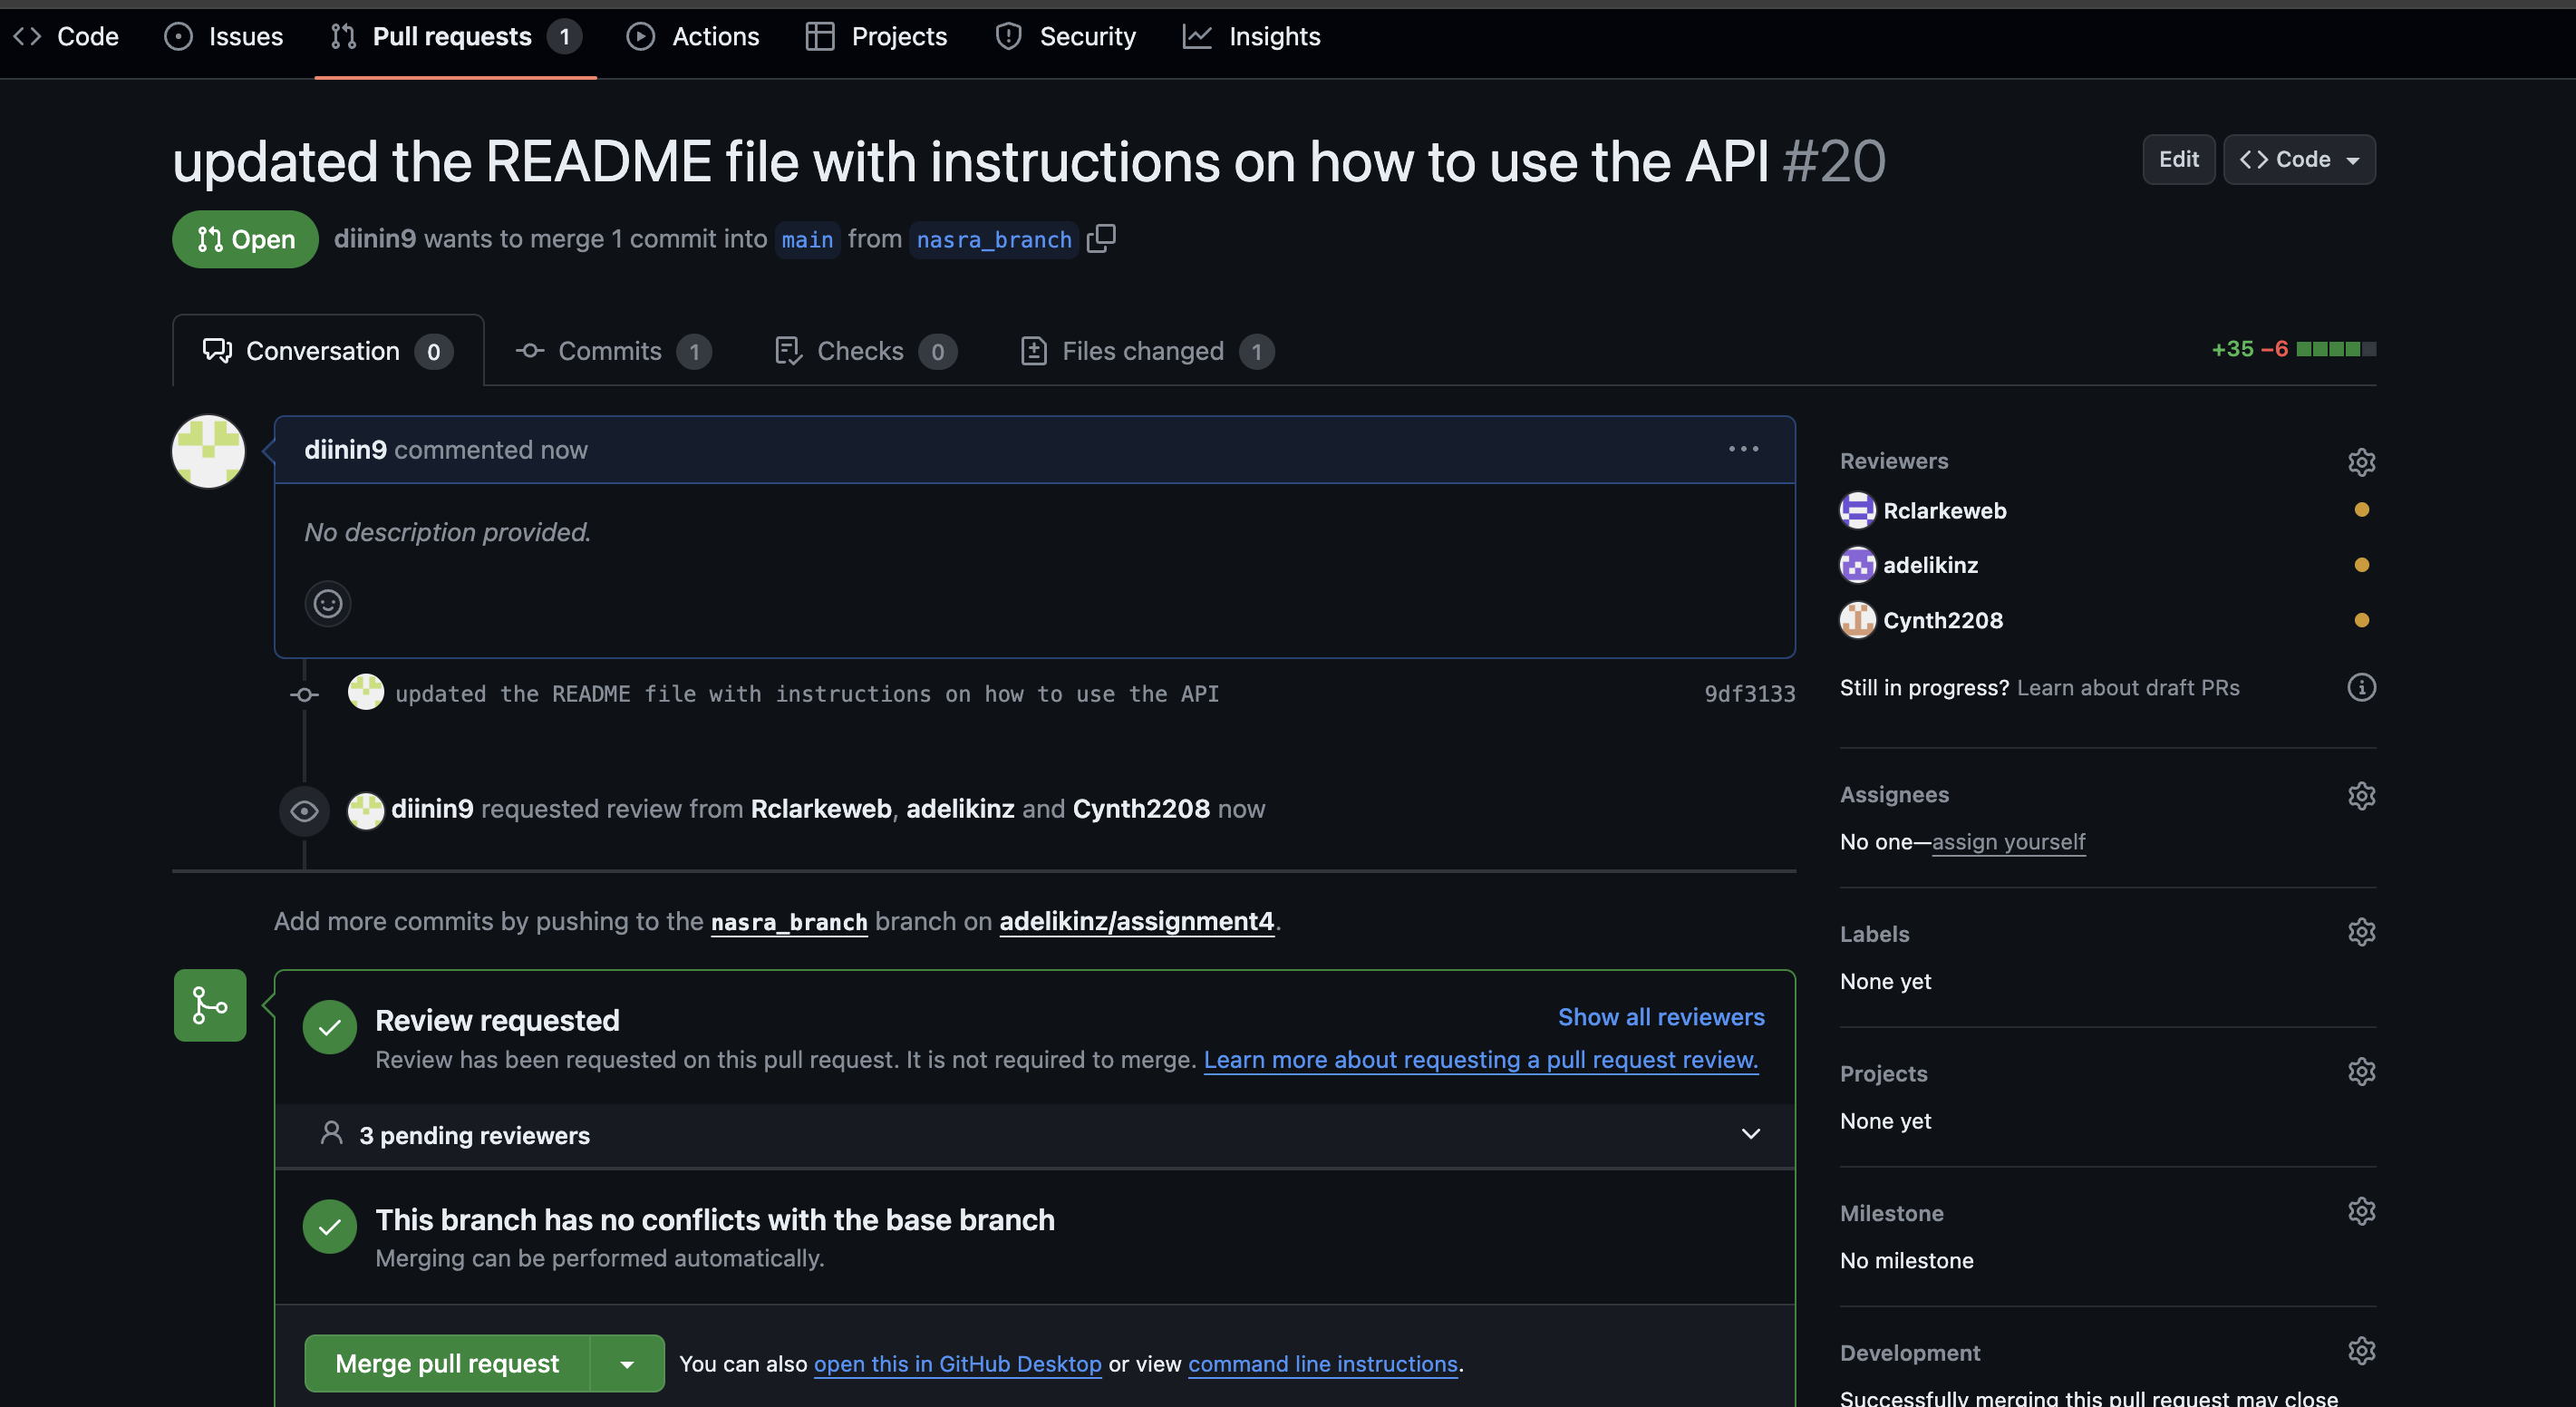 Code Issues Pull requests 1 Actions Projects Security Insights
updated the README file with instructions on how to use the API #20
Edit Code
Open diinin9 wants to merge 1 commit into main from nasra_branch
Conversation 0 Commits 1 Checks 0 Files changed 1
+35 −6
diinin9 commented now
No description provided.
updated the README file with instructions on how to use the API 9df3133
diinin9 requested review from Rclarkeweb, adelikinz and Cynth2208 now
Add more commits by pushing to the nasra_branch branch on adelikinz/assignment4.
Review requested
Show all reviewers
Review has been requested on this pull request. It is not required to merge. Learn more about requesting a pull request review.
3 pending reviewers
This branch has no conflicts with the base branch
Merging can be performed automatically.
Merge pull request You can also open this in GitHub Desktop or view command line instructions.
Reviewers
Rclarkeweb
adelikinz
Cynth2208
Still in progress? Learn about draft PRs
Assignees
No one—assign yourself
Labels
None yet
Projects
None yet
Milestone
No milestone
Development
Successfully merging this pull request may close